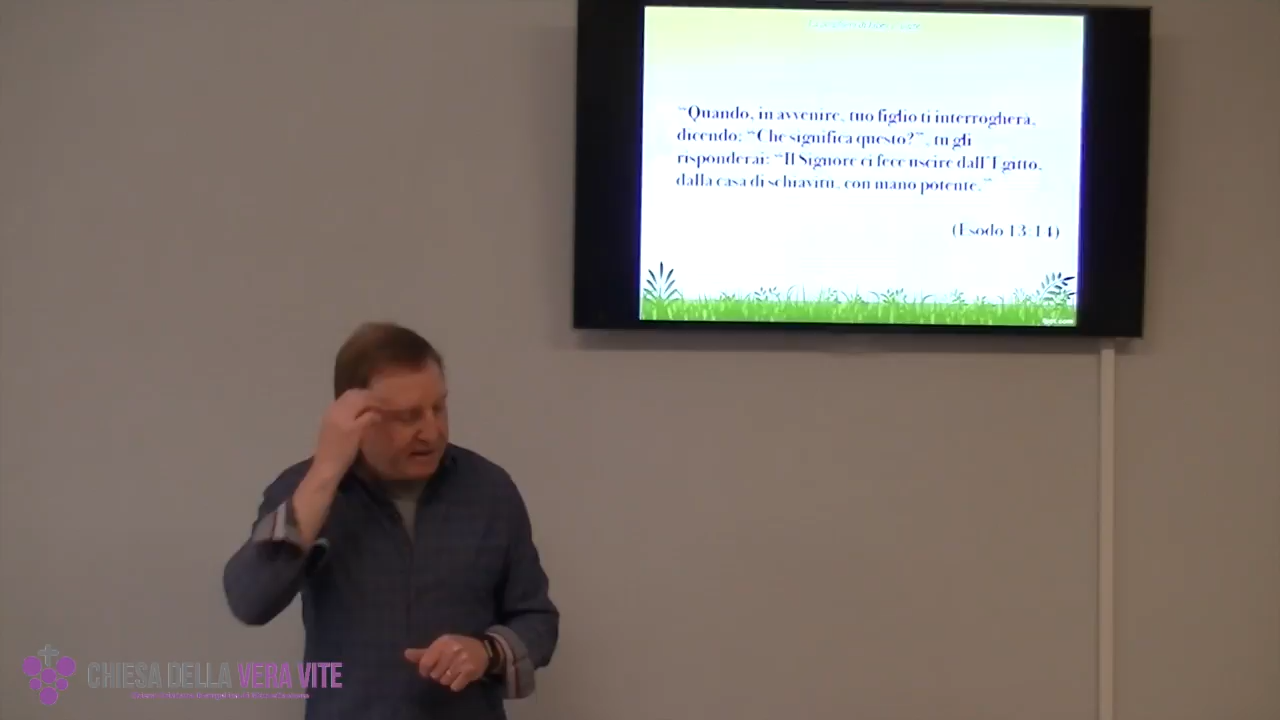 “Quando, in avvenire, tuo figlio ti interrogherà,
dicendo: “Che significa questo?”, tu gli
risponderai: “Il Signore ci fece uscire dall’Egitto,
dalla casa di schiavitù, con mano potente.”
(Esodo 13:14)
CHIESA DELLA VERA VITE